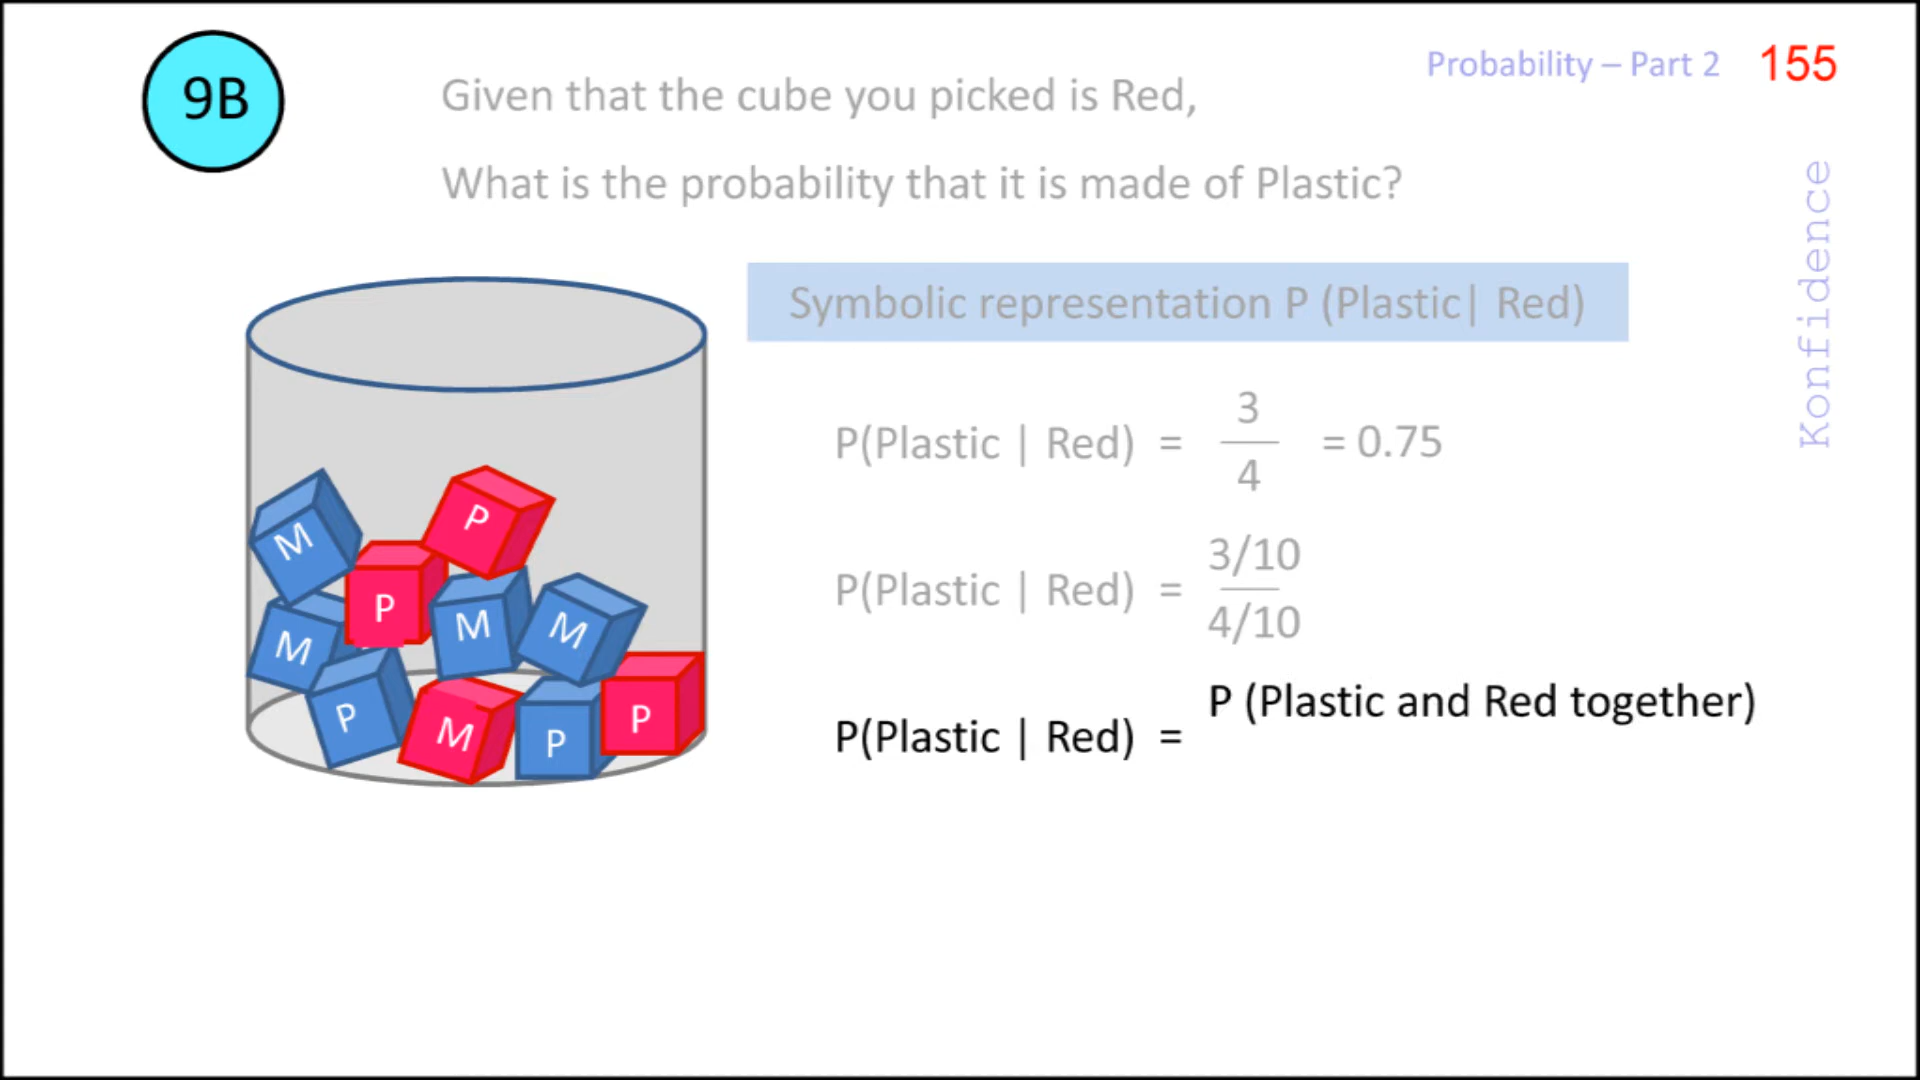 9B
Probability – Part 2 155
Given that the cube you picked is Red,
What is the probability that it is made of Plastic?
Konfidence
Symbolic representation P (Plastic| Red)
P(Plastic | Red) = 3/4 = 0.75
P(Plastic | Red) = 3/10 / 4/10
P(Plastic | Red) = P (Plastic and Red together)
M
P
P
M
M
M
P
M
P
P